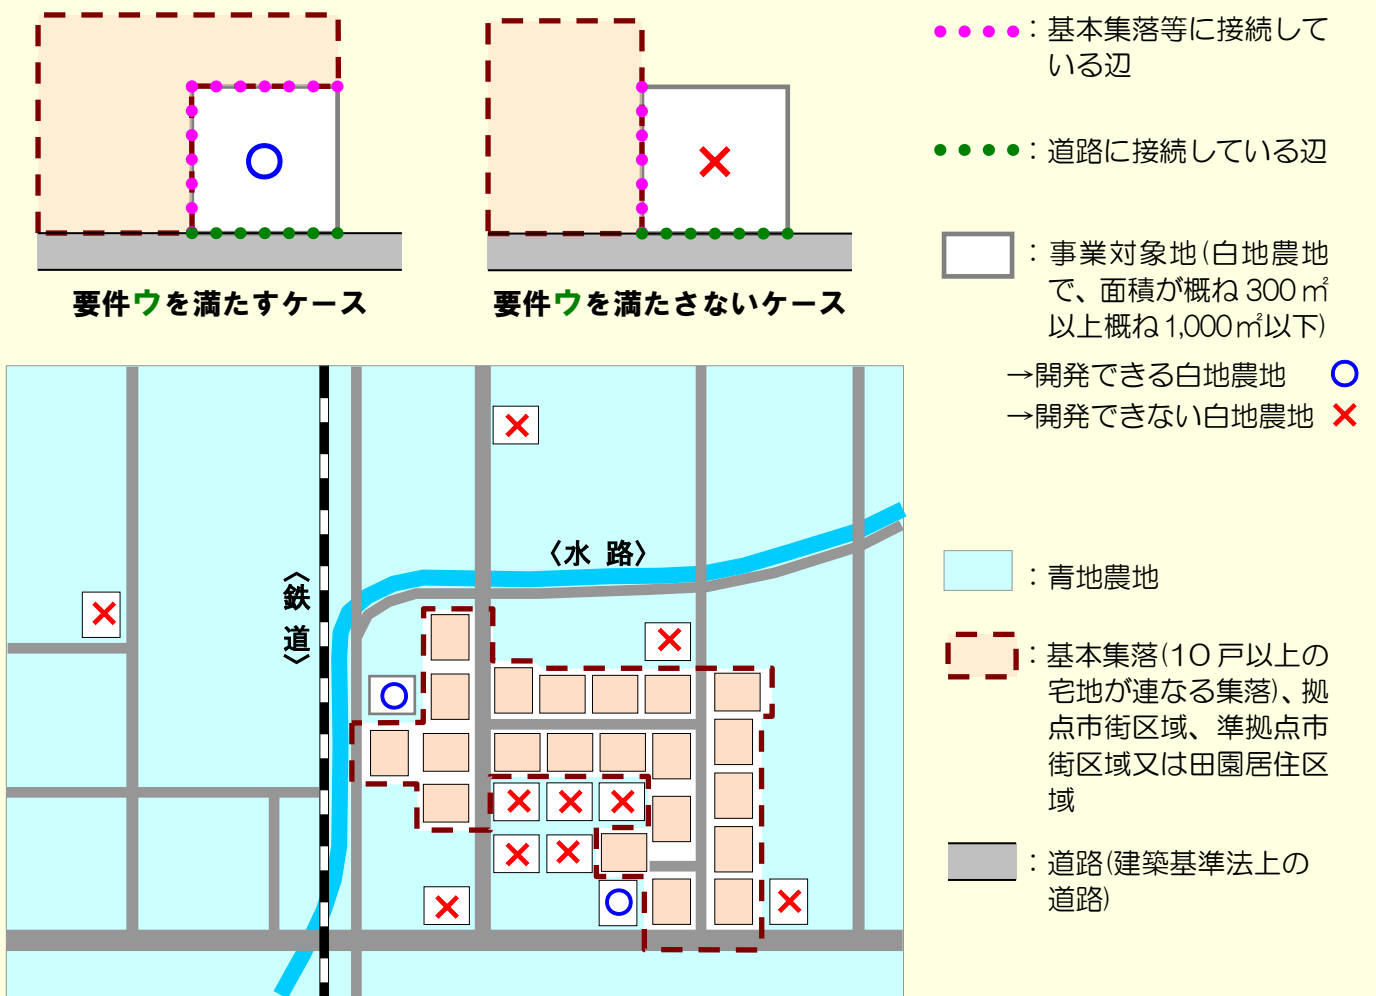 要件ウを満たすケース
要件ウを満たさないケース
：基本集落等に接続して
いる辺
：道路に接続している辺
：事業対象地(白地農地
で、面積が概ね300㎡
以上概ね1,000㎡以下)
→開発できる白地農地
→開発できない白地農地
：青地農地
：基本集落(10戸以上の
宅地が連なる集落)、拠
点市街区域、準拠点市
街区域又は田園居住区
域
：道路(建築基準法上の
道路)
〈水 路〉
〈鉄 道〉